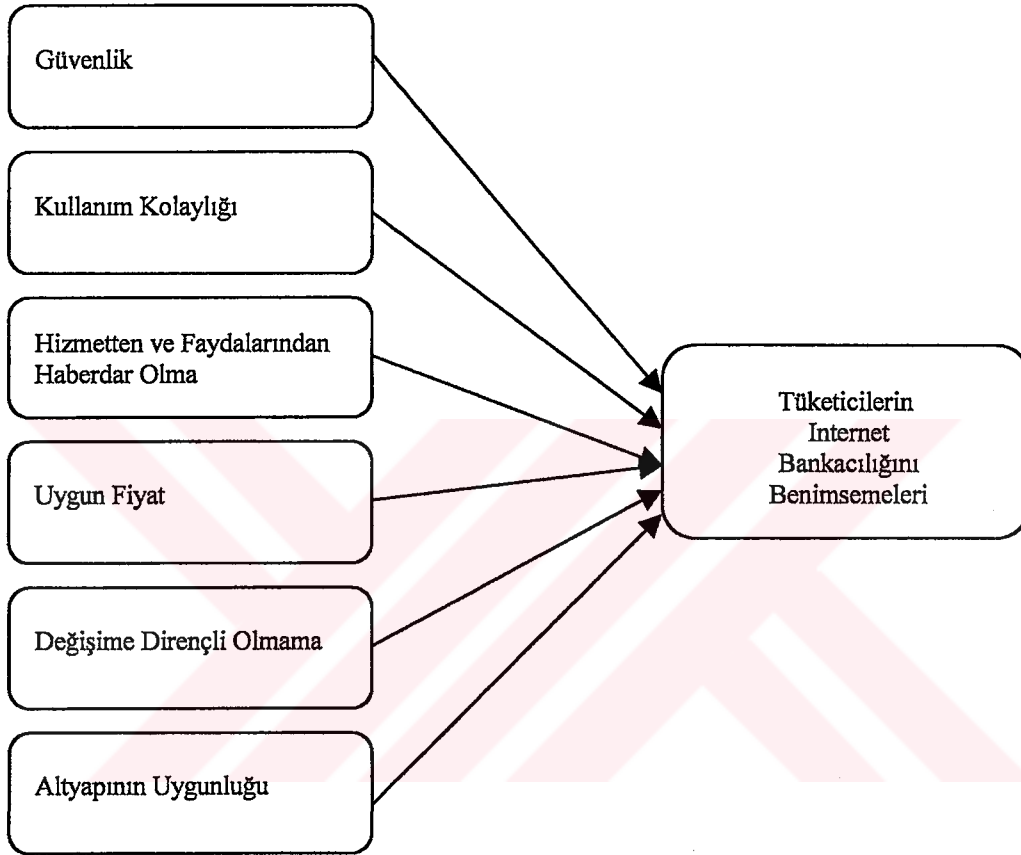 Güvenlik
Kullanım Kolaylığı
Hizmetten ve Faydalarından
Haberdar Olma
Uygun Fiyat
Değişime Dirençli Olmama
Altyapının Uygunluğu
Tüketicilerin
Internet
Bankacılığını
Benimsemeleri